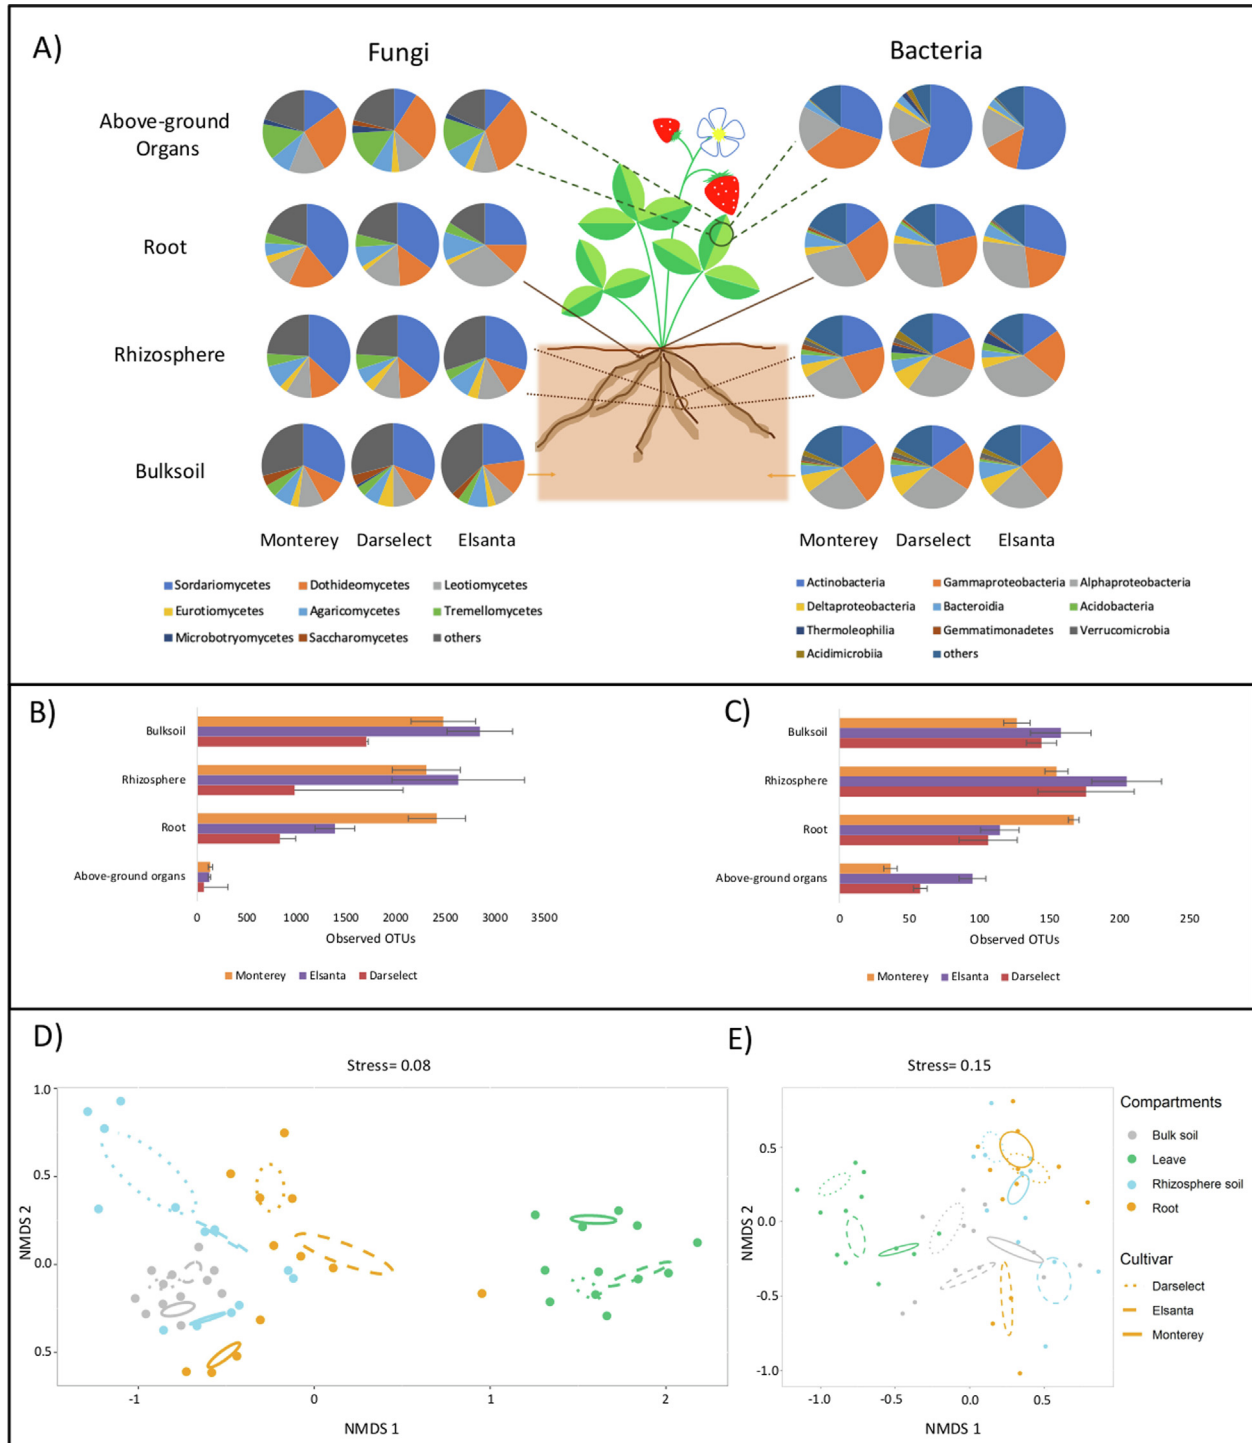 A)
Fungi
Bacteria
Above-ground
Organs
Root
Rhizosphere
Bulksoil
Monterey Darselect Elsanta
Monterey Darselect Elsanta
Sordariomycetes Dothideomycetes Leotiomycetes
Eurotiomycetes Agaricomycetes Tremellomycetes
Microbotryomycetes Saccharomycetes others
Actinobacteria Gammaproteobacteria Alphaproteobacteria
Deltaproteobacteria Bacteroidia Acidobacteria
Thermoleophilia Gemmatimonadetes Verrucomicrobia
Acidimicrobiia others
B)
Bulksoil
Rhizosphere
Root
Above-ground organs
0 500 1000 1500 2000 2500 3000 3500
Observed OTUs
Monterey Elsanta Darselect
C)
Bulksoil
Rhizosphere
Root
Above-ground organs
0 50 100 150 200 250
Observed OTUs
Monterey Elsanta Darselect
D)
Stress= 0.08
1.0
0.5
0.0
0.5
NMDS 2
-1 0 1 2
NMDS 1
E)
Stress= 0.15
0.5
0.0
-0.5
-1.0
NMDS 2
-1.0 -0.5 0.0 0.5
NMDS 1
Compartments
Bulk soil
Leave
Rhizosphere soil
Root
Cultivar
Darselect
Elsanta
Monterey